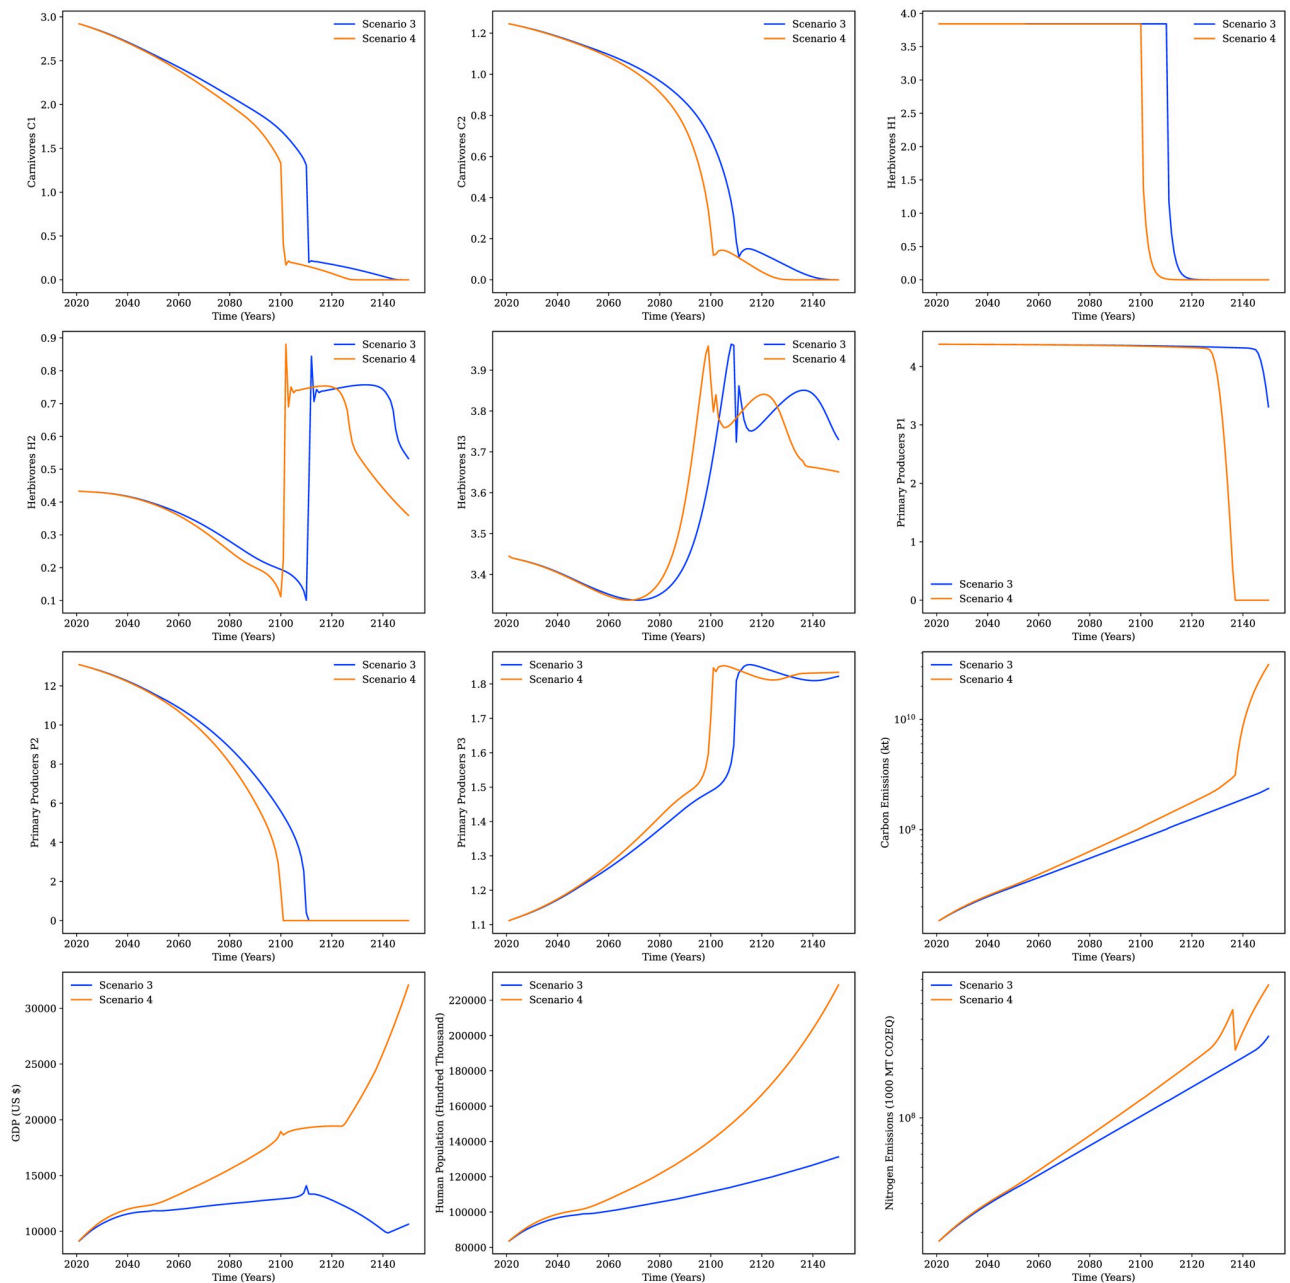 Carnivores C1
3.0
2.5
2.0
1.5
1.0
0.5
0.0
Scenario 3
Scenario 4
2020 2040 2060 2080 2100 2120 2140
Time (Years)
Carnivores C2
1.2
1.0
0.8
0.6
0.4
0.2
0.0
Scenario 3
Scenario 4
2020 2040 2060 2080 2100 2120 2140
Time (Years)
Herbivores H1
4.0
3.5
3.0
2.5
2.0
1.5
1.0
0.5
0.0
Scenario 3
Scenario 4
2020 2040 2060 2080 2100 2120 2140
Time (Years)
Herbivores H2
0.9
0.8
0.7
0.6
0.5
0.4
0.3
0.2
0.1
Scenario 3
Scenario 4
2020 2040 2060 2080 2100 2120 2140
Time (Years)
Herbivores H3
3.9
3.8
3.7
3.6
3.5
3.4
Scenario 3
Scenario 4
2020 2040 2060 2080 2100 2120 2140
Time (Years)
Primary Producers P1
4
3
2
1
0
Scenario 3
Scenario 4
2020 2040 2060 2080 2100 2120 2140
Time (Years)
Primary Producers P2
12
10
8
6
4
2
0
Scenario 3
Scenario 4
2020 2040 2060 2080 2100 2120 2140
Time (Years)
Primary Producers P3
1.8
1.7
1.6
1.5
1.4
1.3
1.2
1.1
Scenario 3
Scenario 4
2020 2040 2060 2080 2100 2120 2140
Time (Years)
Carbon Emissions (kt)
10¹⁰
10⁹
Scenario 3
Scenario 4
2020 2040 2060 2080 2100 2120 2140
Time (Years)
GDP (US $)
30000
25000
20000
15000
10000
Scenario 3
Scenario 4
2020 2040 2060 2080 2100 2120 2140
Time (Years)
Human Population (Hundred Thousand)
220000
200000
180000
160000
140000
120000
100000
80000
Scenario 3
Scenario 4
2020 2040 2060 2080 2100 2120 2140
Time (Years)
Nitrogen Emissions (1000 MT CO2EQ)
10⁸
Scenario 3
Scenario 4
2020 2040 2060 2080 2100 2120 2140
Time (Years)